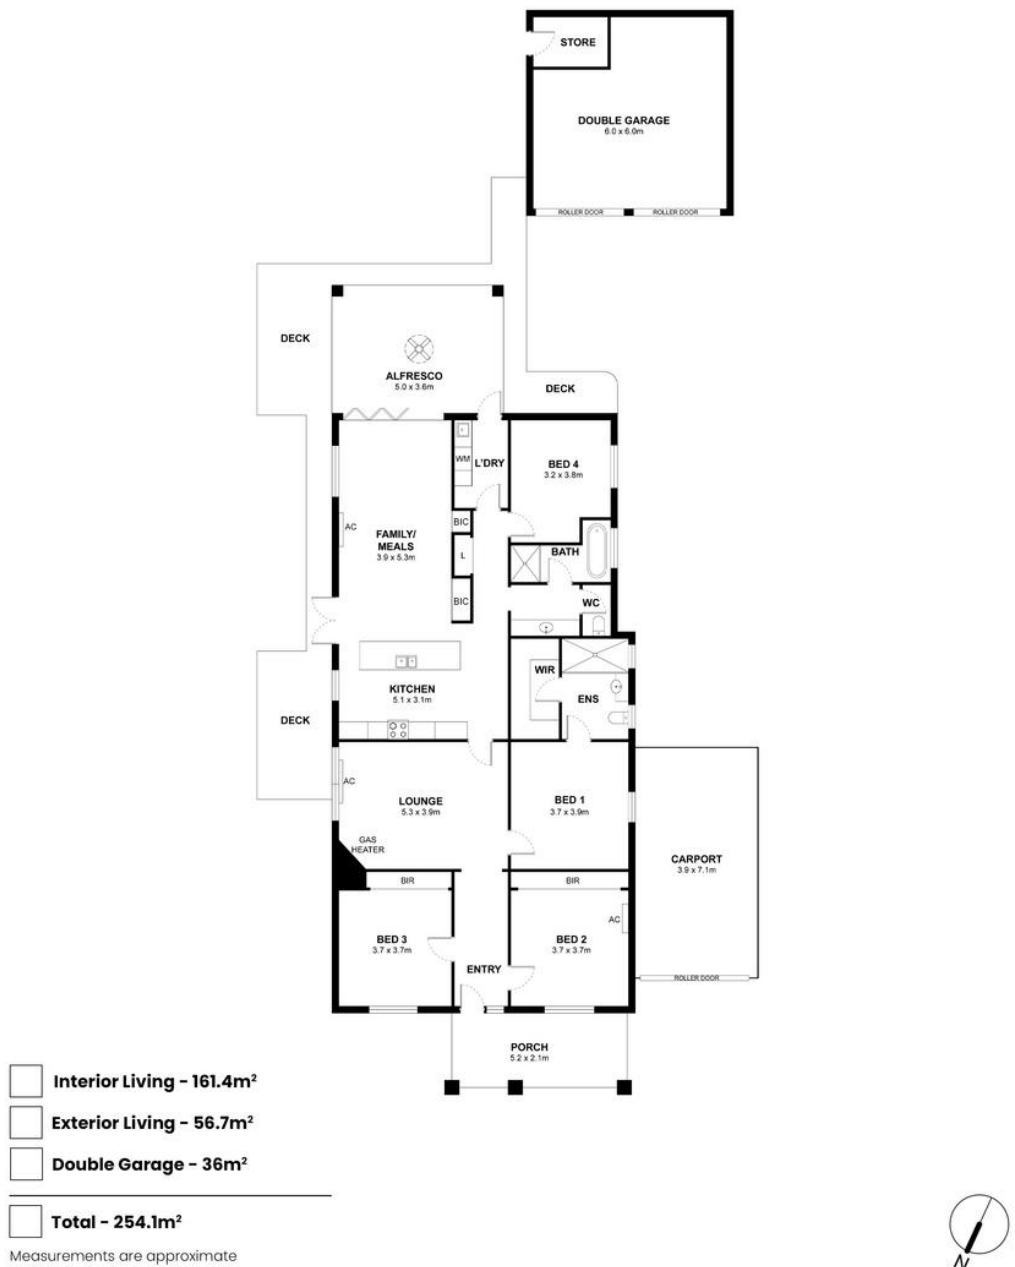 STORE
DOUBLE GARAGE
6.0 x 6.0m
ROLLER DOOR
ROLLER DOOR
DECK
ALFRESCO
5.0 x 3.6m
DECK
WM
L'DRY
BED 4
3.2 x 3.8m
BIC
AC
FAMILY/
MEALS
3.9 x 5.3m
L
BATH
BIC
WC
WIR
KITCHEN
5.1 x 3.1m
ENS
DECK
AC
LOUNGE
5.3 x 3.9m
BED 1
3.7 x 3.9m
GAS
HEATER
CARPORT
3.9 x 7.1m
BIR
BIR
AC
BED 3
3.7 x 3.7m
BED 2
3.7 x 3.7m
ENTRY
ROLLER DOOR
PORCH
5.2 x 2.1m
Interior Living - 161.4m²
Exterior Living - 56.7m²
Double Garage - 36m²
Total - 254.1m²
Measurements are approximate
N